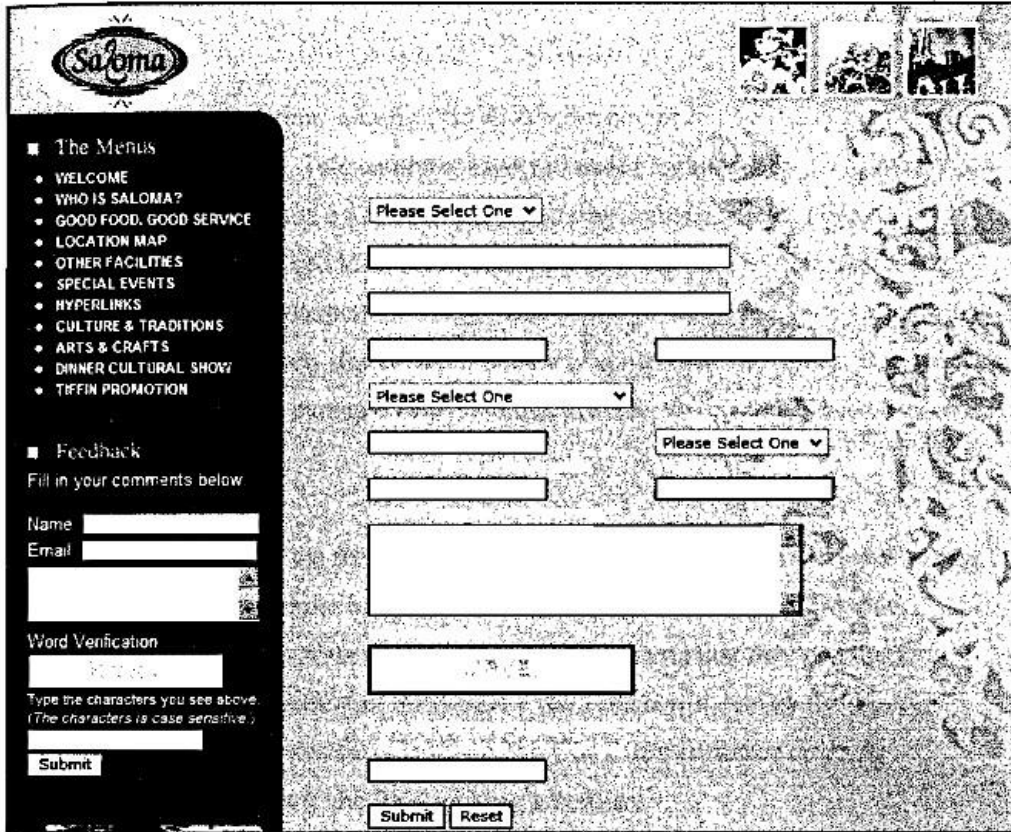 Saloma
The Menus
WELCOME
WHO IS SALOMA?
GOOD FOOD, GOOD SERVICE
LOCATION MAP
OTHER FACILITIES
SPECIAL EVENTS
HYPERLINKS
CULTURE & TRADITIONS
ARTS & CRAFTS
DINNER CULTURAL SHOW
TIFFIN PROMOTION
Feedback
Fill in your comments below
Name
Email
Word Verification
Type the characters you see above.
(The characters is case sensitive.)
Submit
Please Select One
Please Select One
Please Select One
Submit Reset